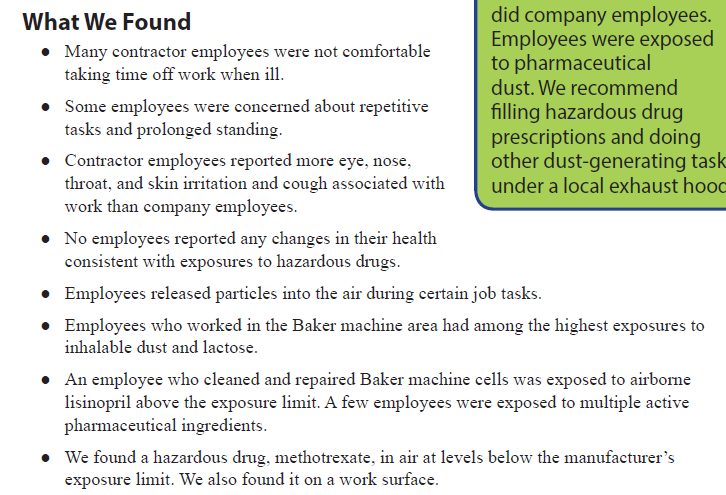 What We Found
● Many contractor employees were not comfortable
taking time off work when ill.
● Some employees were concerned about repetitive
tasks and prolonged standing.
● Contractor employees reported more eye, nose,
throat, and skin irritation and cough associated with
work than company employees.
● No employees reported any changes in their health
consistent with exposures to hazardous drugs.
● Employees released particles into the air during certain job tasks.
● Employees who worked in the Baker machine area had among the highest exposures to
inhalable dust and lactose.
● An employee who cleaned and repaired Baker machine cells was exposed to airborne
lisinopril above the exposure limit. A few employees were exposed to multiple active
pharmaceutical ingredients.
● We found a hazardous drug, methotrexate, in air at levels below the manufacturer’s
exposure limit. We also found it on a work surface.
did company employees.
Employees were exposed
to pharmaceutical
dust. We recommend
filling hazardous drug
prescriptions and doing
other dust-generating task
under a local exhaust hood